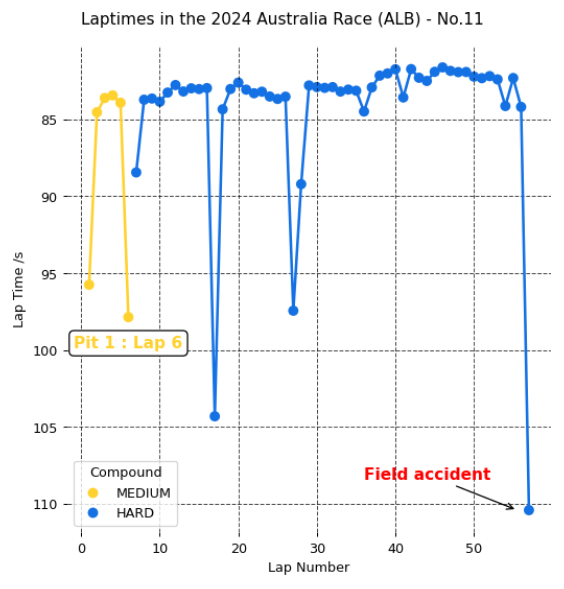 Laptimes in the 2024 Australia Race (ALB) - No.11
Lap Time /s
85
90
95
100
105
110
Pit 1 : Lap 6
Field accident
Compound
MEDIUM
HARD
0 10 20 30 40 50
Lap Number